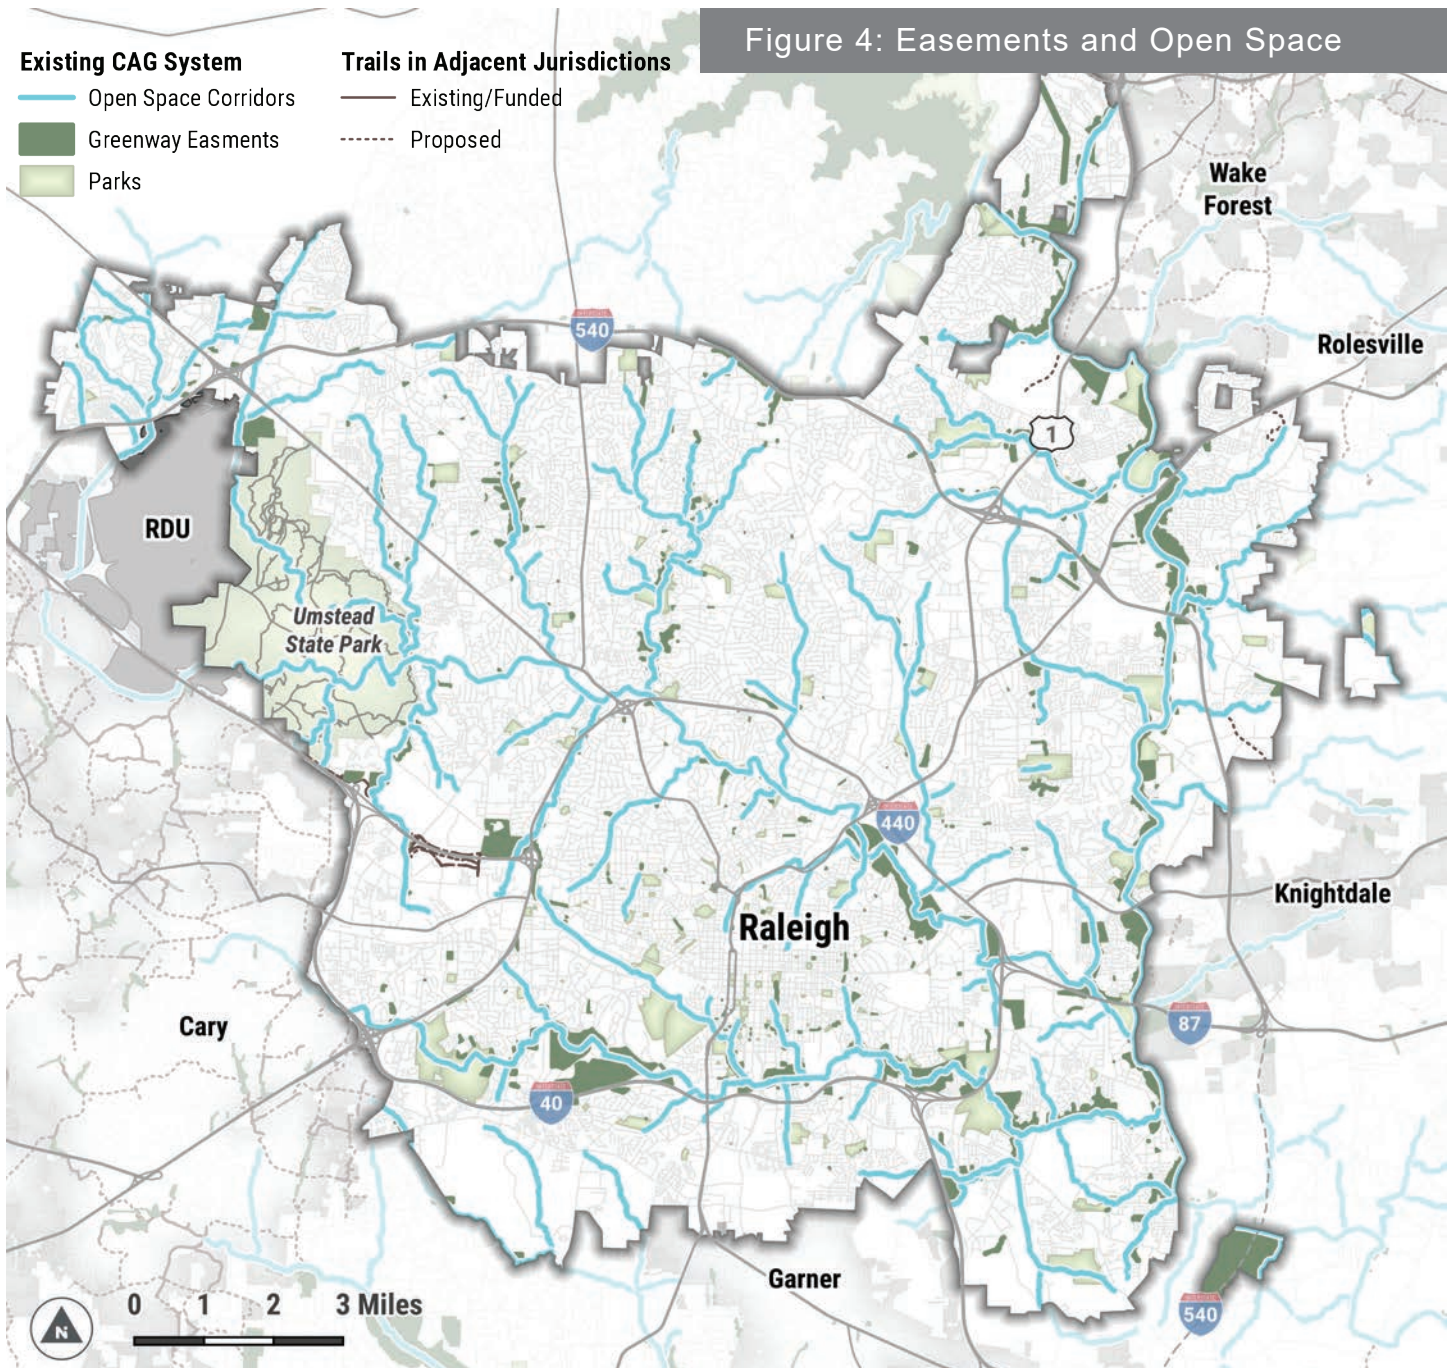 Figure 4: Easements and Open Space
Existing CAG System
Open Space Corridors
Greenway Easments
Parks
Trails in Adjacent Jurisdictions
Existing/Funded
Proposed
Wake
Forest
540
Rolesville
1
RDU
Umstead
State Park
440
Raleigh
Knightdale
Cary
87
40
Garner
540
N
0 1 2 3 Miles